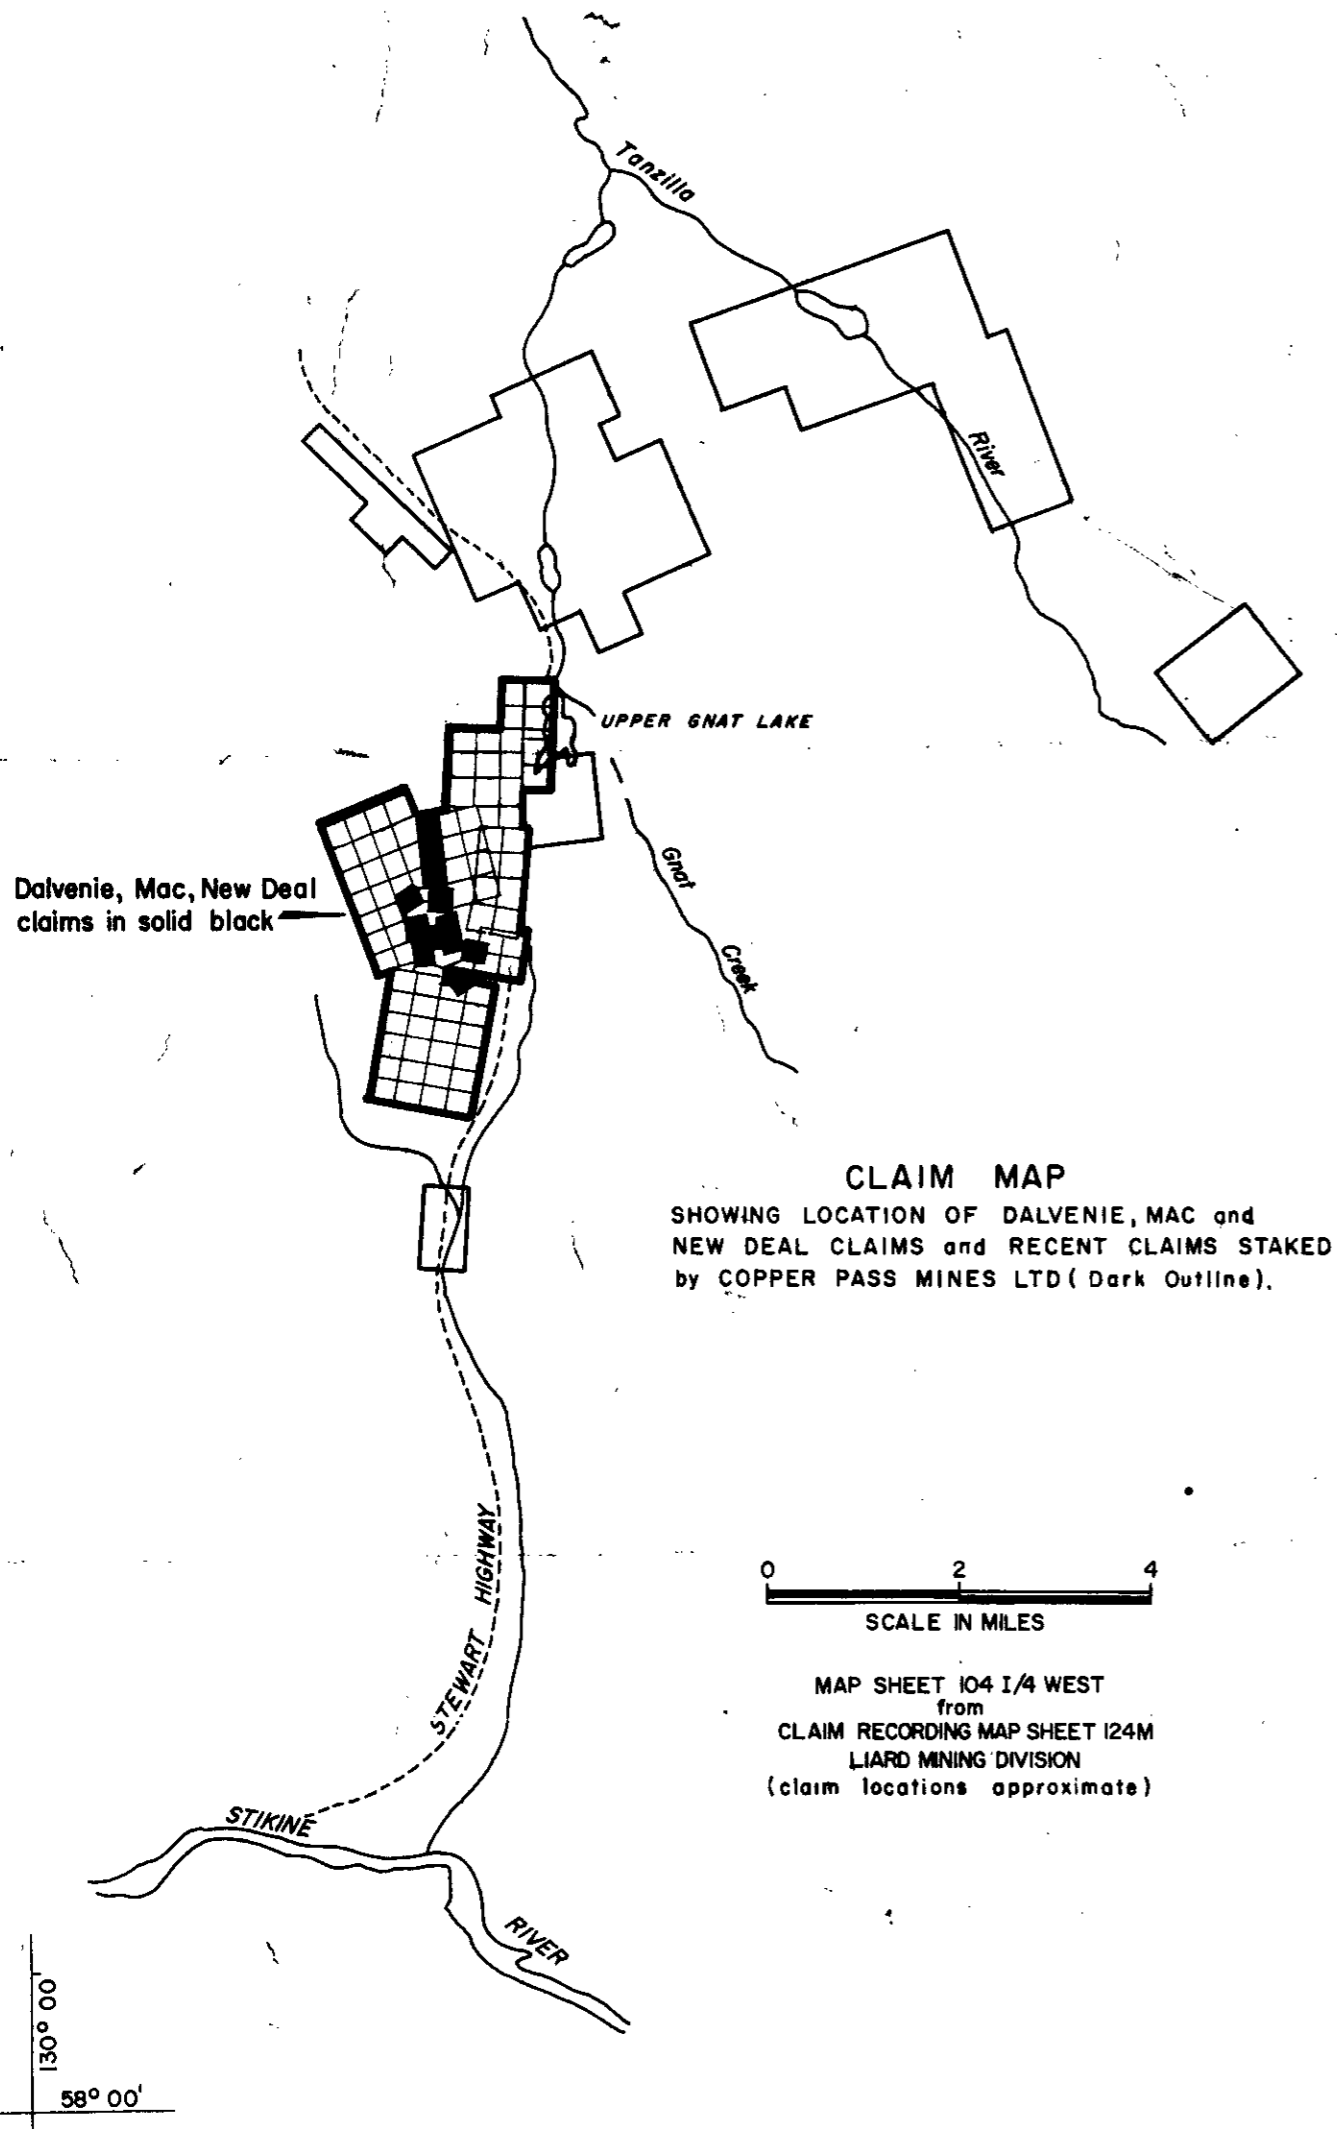 Tanzilla
River
UPPER GNAT LAKE
Gnat
Creek
Dalvenie, Mac, New Deal
claims in solid black
CLAIM MAP
SHOWING LOCATION OF DALVENIE, MAC and
NEW DEAL CLAIMS and RECENT CLAIMS STAKED
by COPPER PASS MINES LTD ( Dark Outline).
STEWART HIGHWAY
0 2 4
SCALE IN MILES
MAP SHEET 104 I/4 WEST
from
CLAIM RECORDING MAP SHEET 124M
LIARD MINING DIVISION
(claim locations approximate)
STIKINE
RIVER
130° 00'
58° 00'